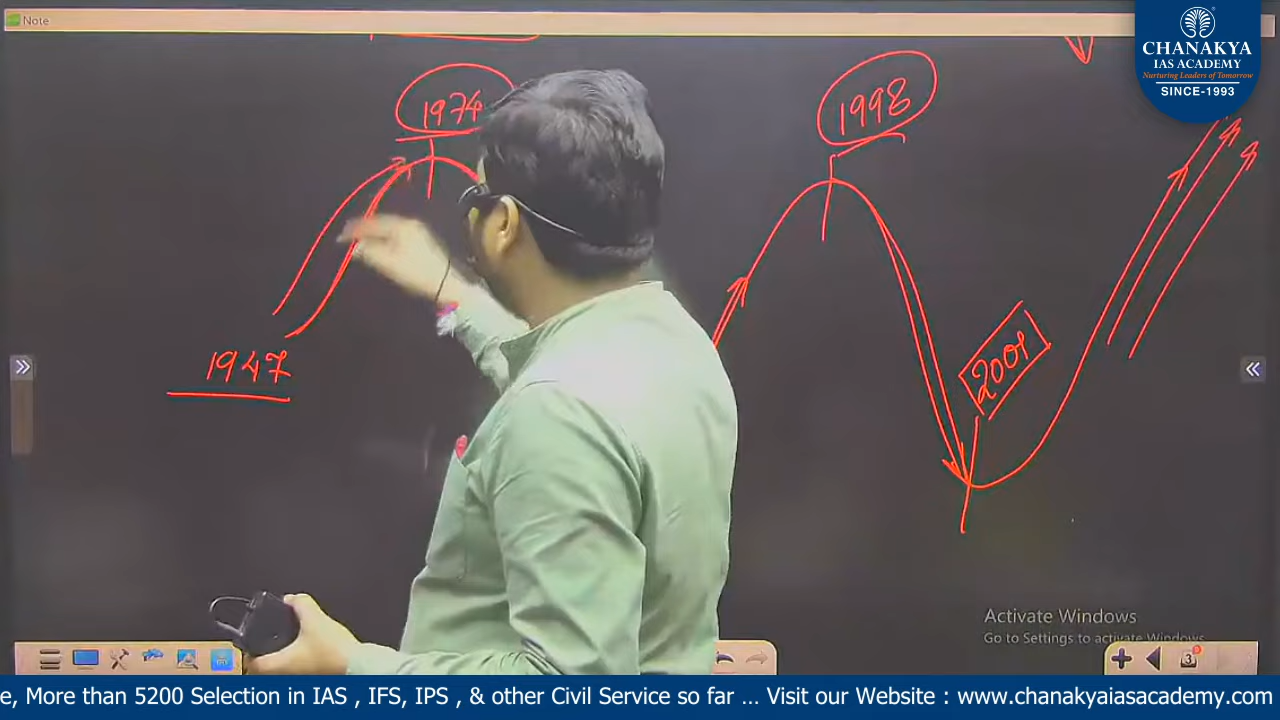 Note
CHANAKYA
IAS ACADEMY
Nurturing Leaders of Tomorrow
SINCE-1993
1974
1998
1947
2001
Activate Windows
Go to Settings to activate Windows.
3
e, More than 5200 Selection in IAS , IFS, IPS , & other Civil Service so far ... Visit our Website : www.chanakyaiasacademy.com